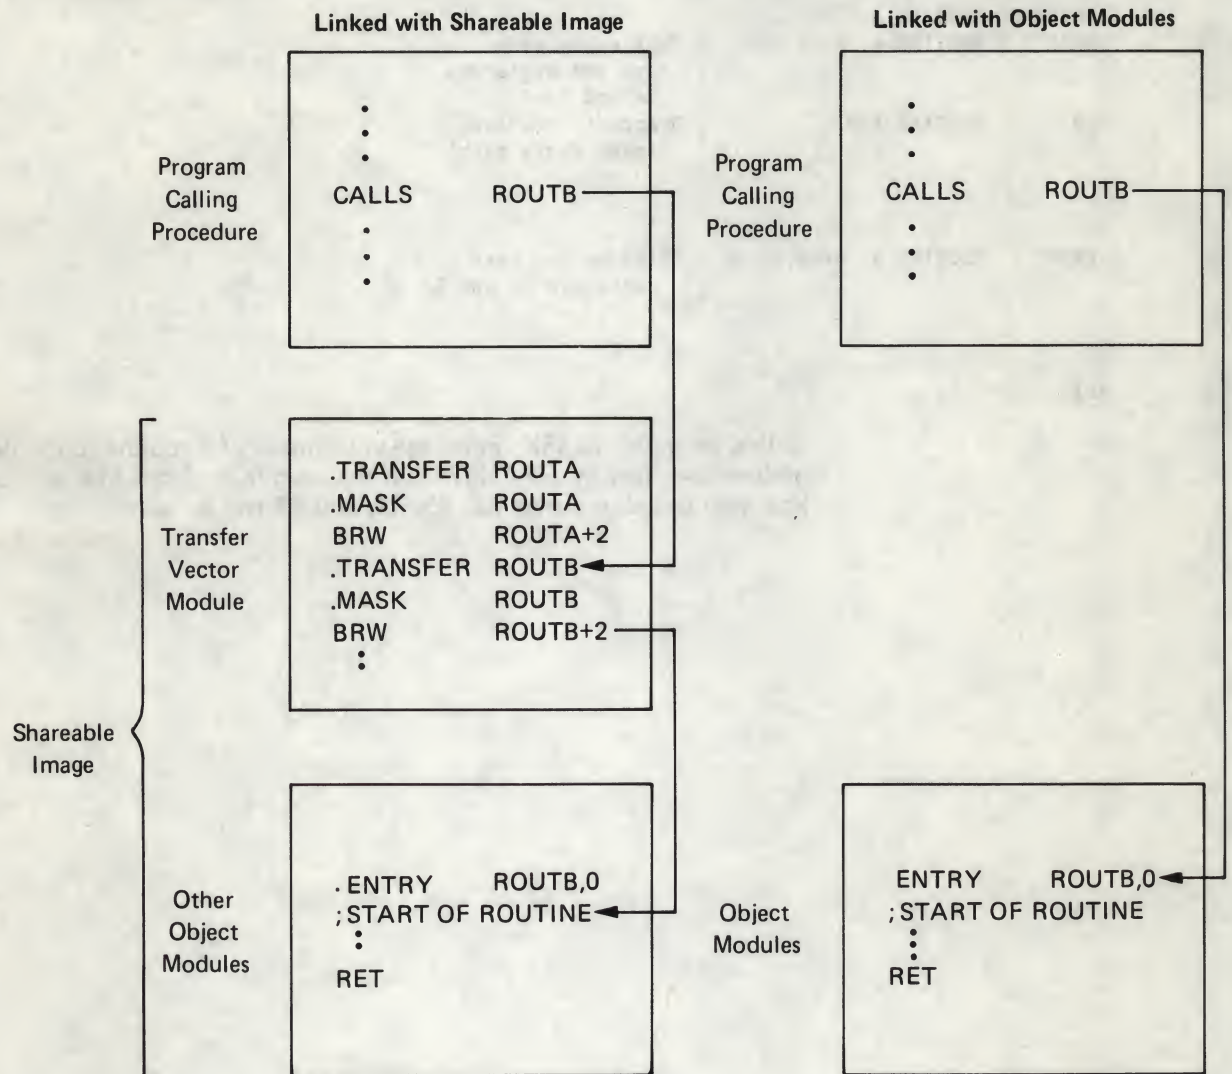 Linked with Shareable Image
Linked with Object Modules
Program
Calling
Procedure
CALLS ROUTB
Program
Calling
Procedure
CALLS ROUTB
Shareable
Image
Transfer
Vector
Module
.TRANSFER ROUTA
.MASK ROUTA
BRW ROUTA+2
.TRANSFER ROUTB
.MASK ROUTB
BRW ROUTB+2
Other
Object
Modules
.ENTRY ROUTB,0
;START OF ROUTINE
RET
Object
Modules
ENTRY ROUTB,0
;START OF ROUTINE
RET